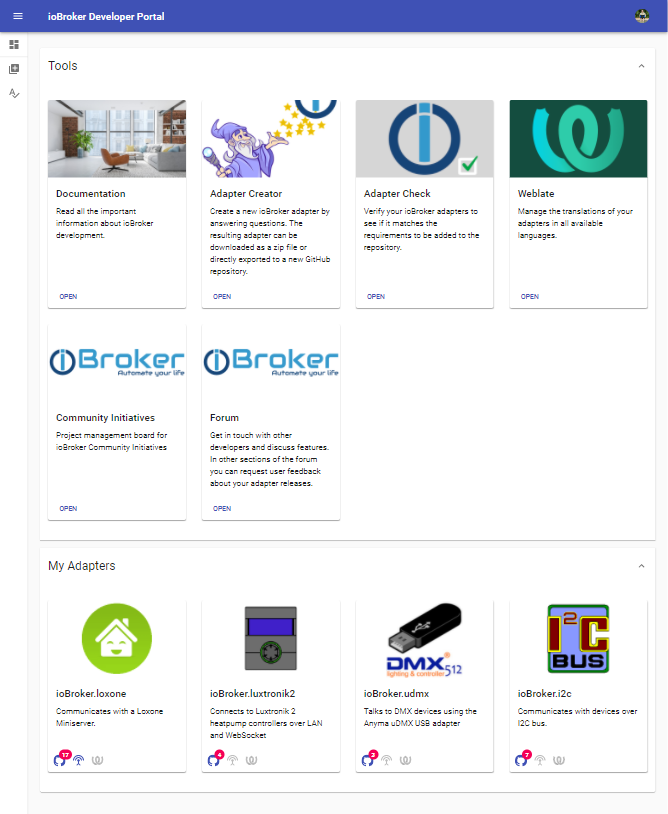 ioBroker Developer Portal
Tools
Documentation
Read all the important
information about ioBroker
development.
OPEN
Adapter Creator
Create a new ioBroker adapter by
answering questions. The
resulting adapter can be
downloaded as a zip file or
directly exported to a new GitHub
repository.
OPEN
Adapter Check
Verify your ioBroker adapters to
see if it matches the
requirements to be added to the
repository.
OPEN
Weblate
Manage the translations of your
adapters in all available
languages.
OPEN
iBroker
Automate your life
Community Initiatives
Project management board for
ioBroker Community Initiatives
OPEN
iBroker
Automate your life
Forum
Get in touch with other
developers and discuss features.
In other sections of the forum
you can request user feedback
about your adapter releases.
OPEN
My Adapters
ioBroker.loxone
Communicates with a Loxone
Miniserver.
17
ioBroker.luxtronik2
Connects to Luxtronik 2
heatpump controllers over LAN
and WebSocket
4
DMX512
lighting & controller
ioBroker.udmx
Talks to DMX devices using the
Anyma uDMX USB adapter
2
I2C
BUS
ioBroker.i2c
Communicates with devices over
I2C bus.
7